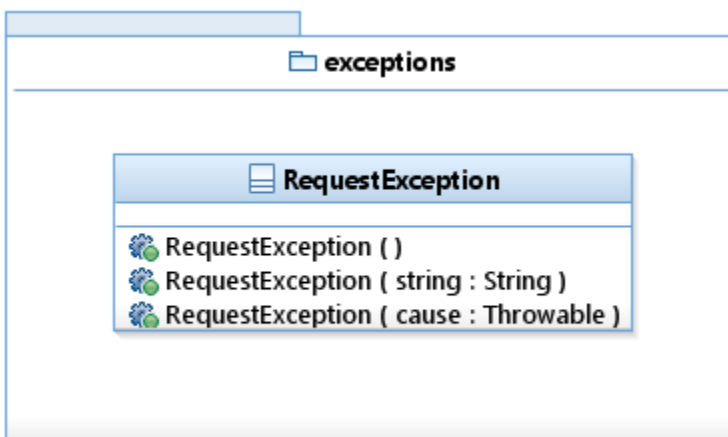 exceptions
RequestException
RequestException ( )
RequestException ( string : String )
RequestException ( cause : Throwable )